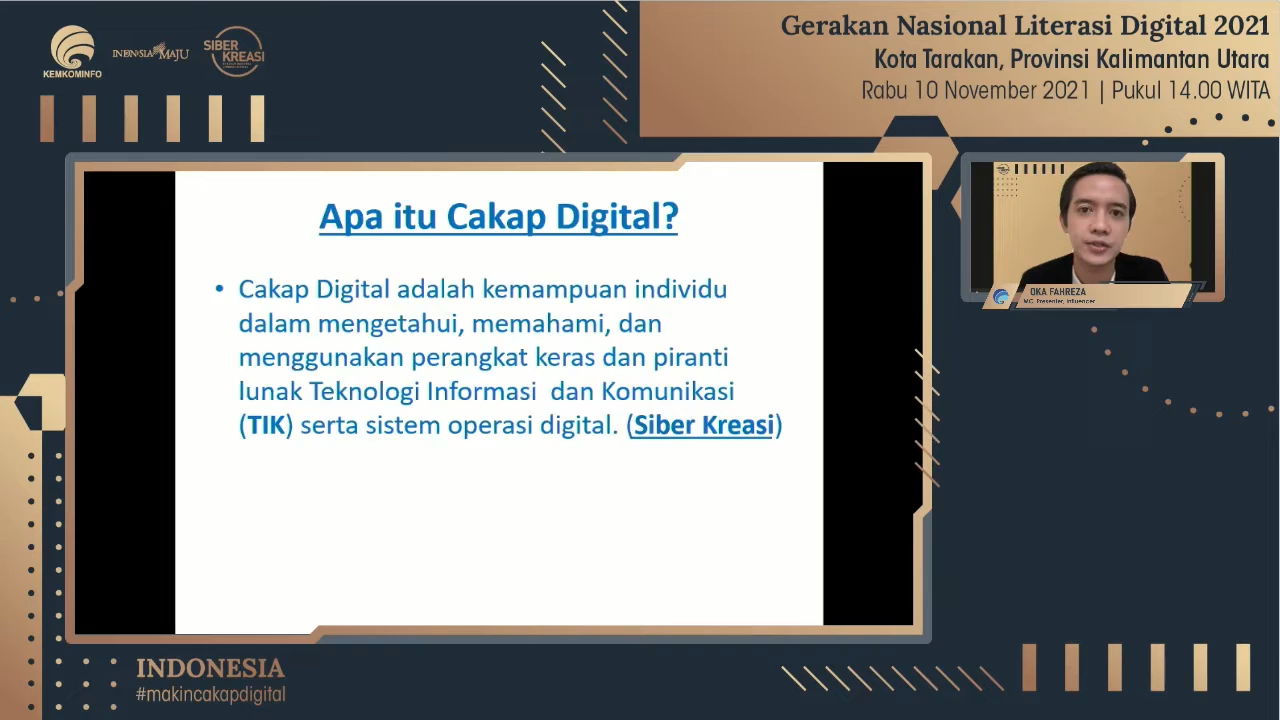 KEMKOMINFO
INDONESIA MAJU
SIBER
KREASI
Gerakan Nasional Literasi Digital 2021
Kota Tarakan, Provinsi Kalimantan Utara
Rabu 10 November 2021 | Pukul 14.00 WITA
Apa itu Cakap Digital?
• Cakap Digital adalah kemampuan individu
dalam mengetahui, memahami, dan
menggunakan perangkat keras dan piranti
lunak Teknologi Informasi dan Komunikasi
(TIK) serta sistem operasi digital. (Siber Kreasi)
OKA FAHREZA
MC, Presenter, Influencer
INDONESIA
#makincakapdigital